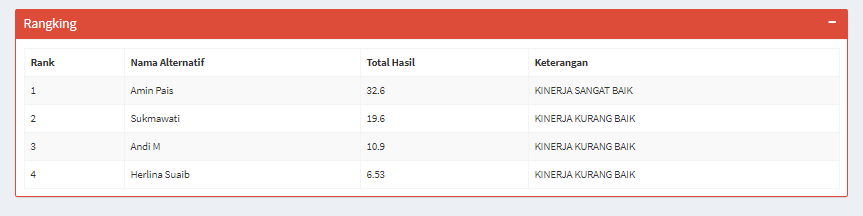 Rangking
Rank Nama Alternatif Total Hasil Keterangan
1 Amin Pais 32.6 KINERJA SANGAT BAIK
2 Sukmawati 19.6 KINERJA KURANG BAIK
3 Andi M 10.9 KINERJA KURANG BAIK
4 Herlina Suaib 6.53 KINERJA KURANG BAIK